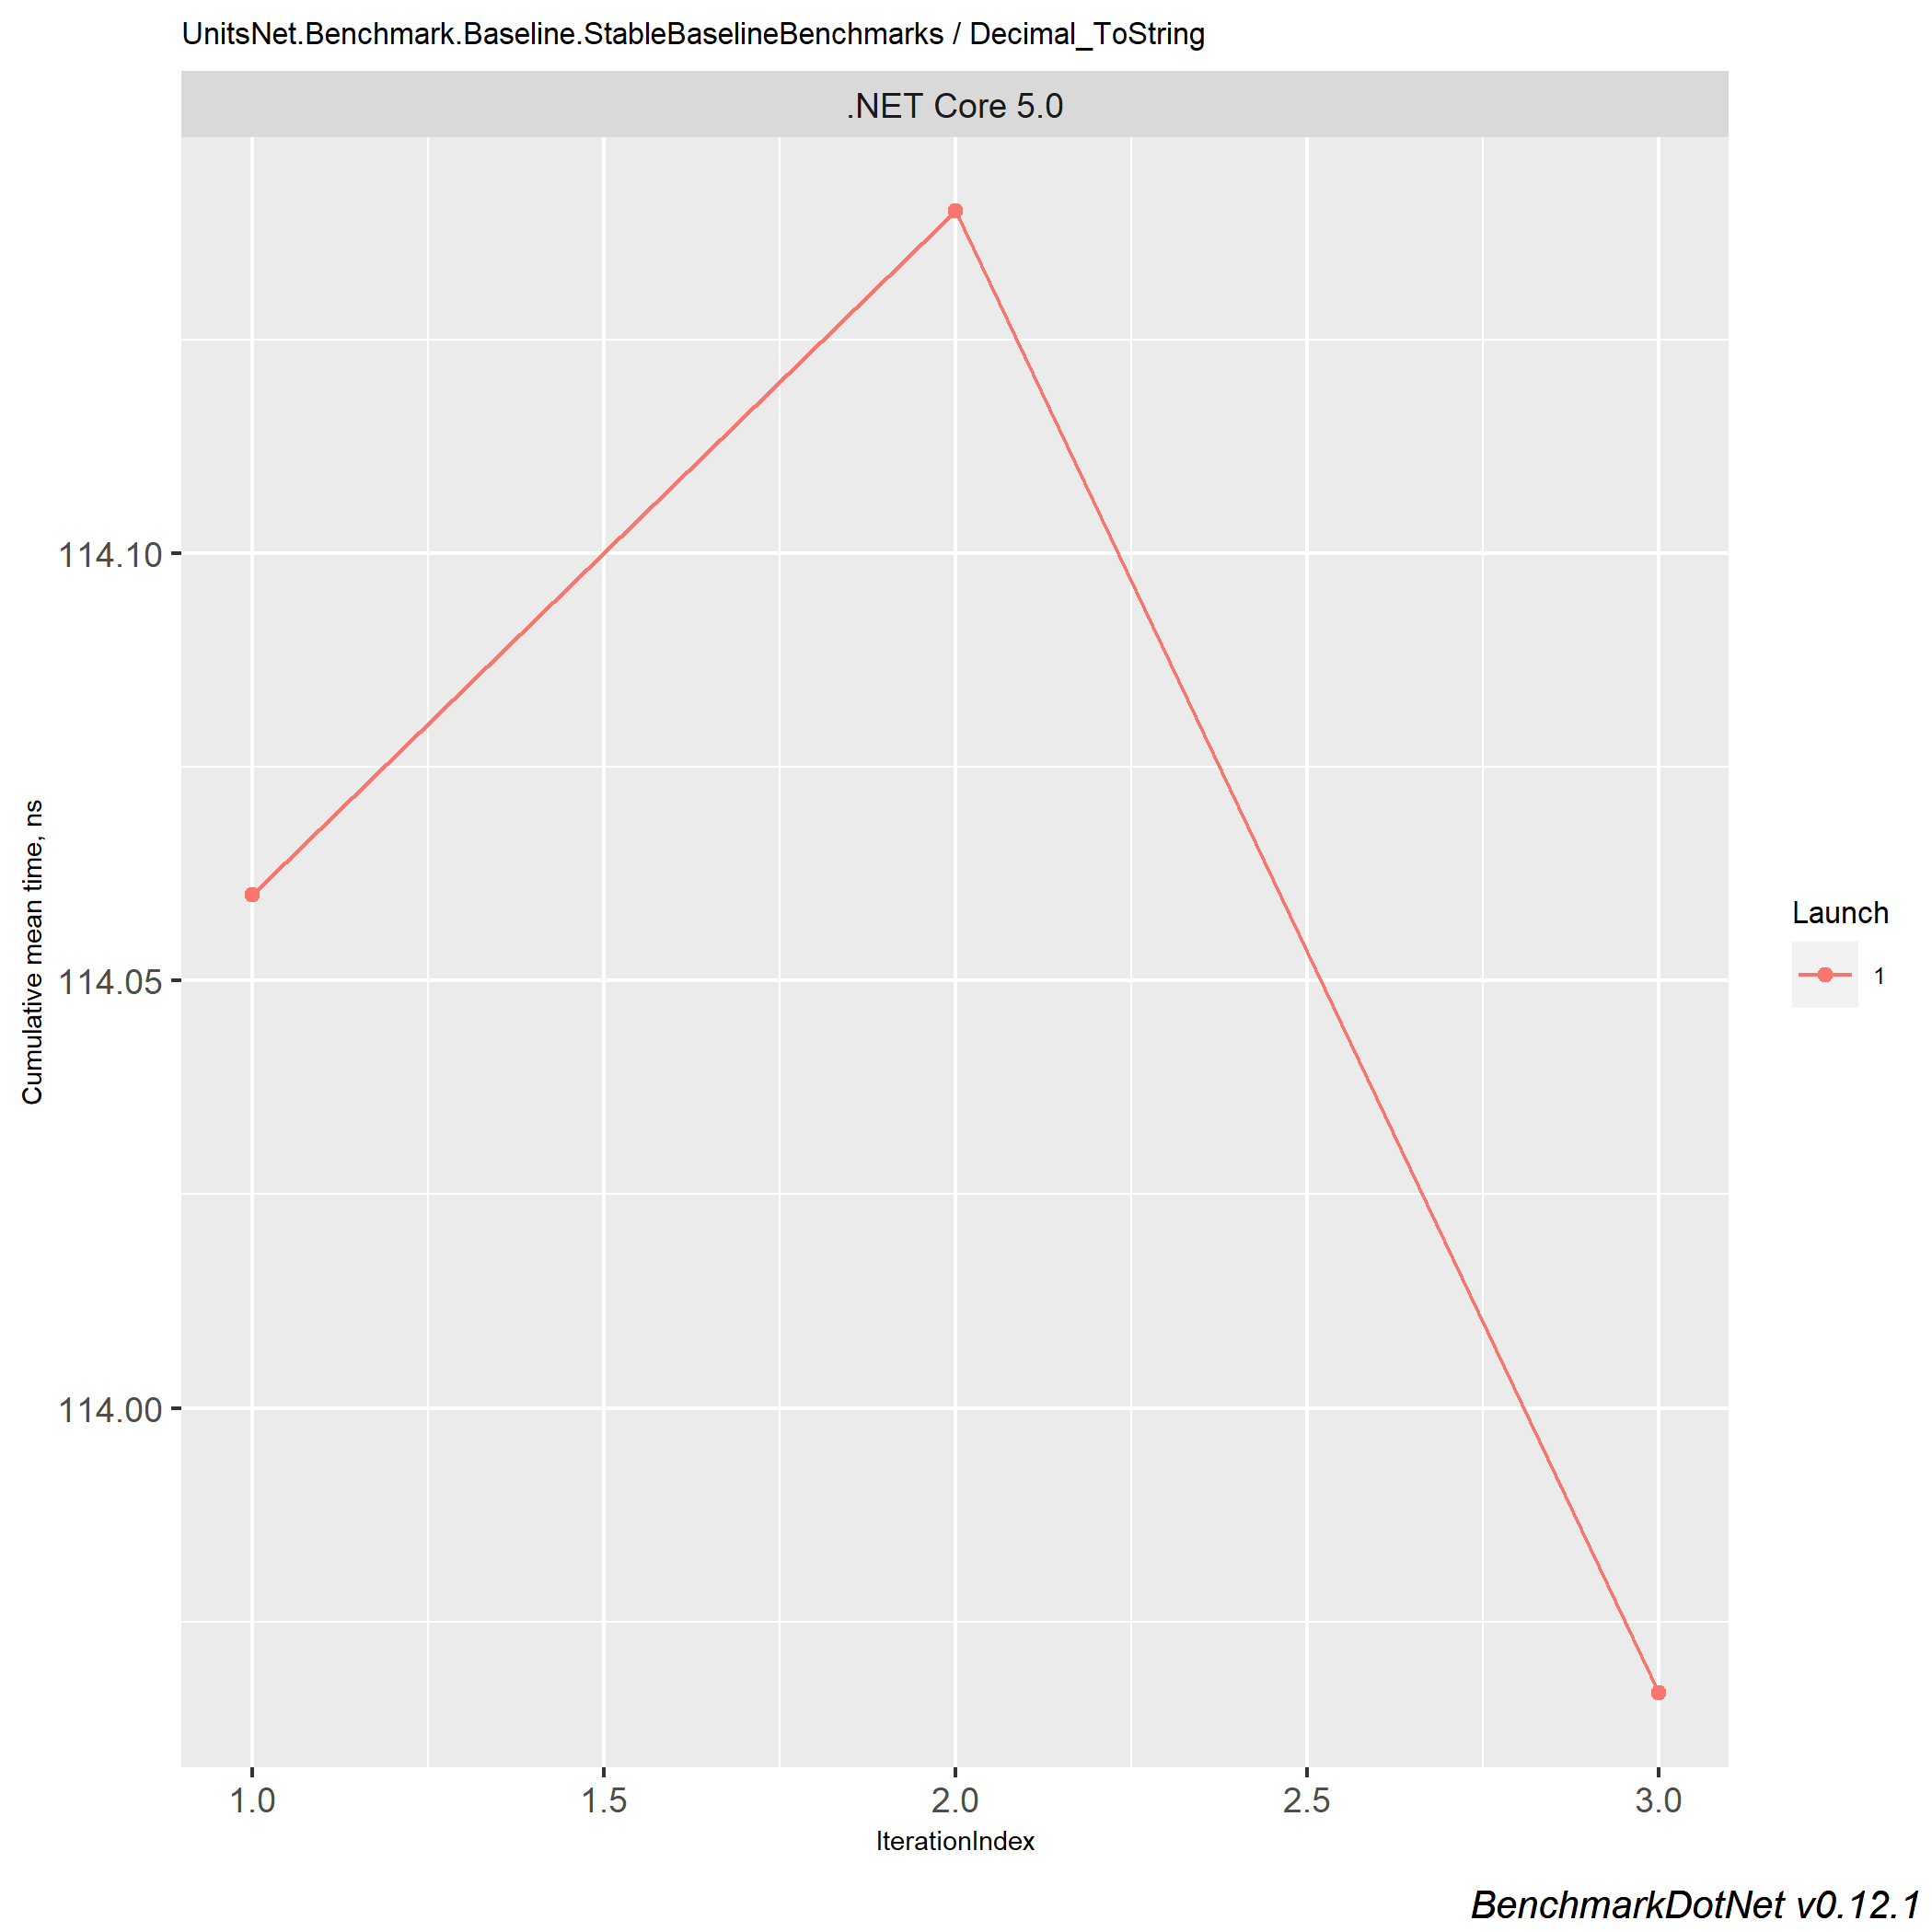 UnitsNet.Benchmark.Baseline.StableBaselineBenchmarks / Decimal_ToString
.NET Core 5.0
114.10
114.05
114.00
Cumulative mean time, ns
1.0 1.5 2.0 2.5 3.0
IterationIndex
Launch
1
BenchmarkDotNet v0.12.1